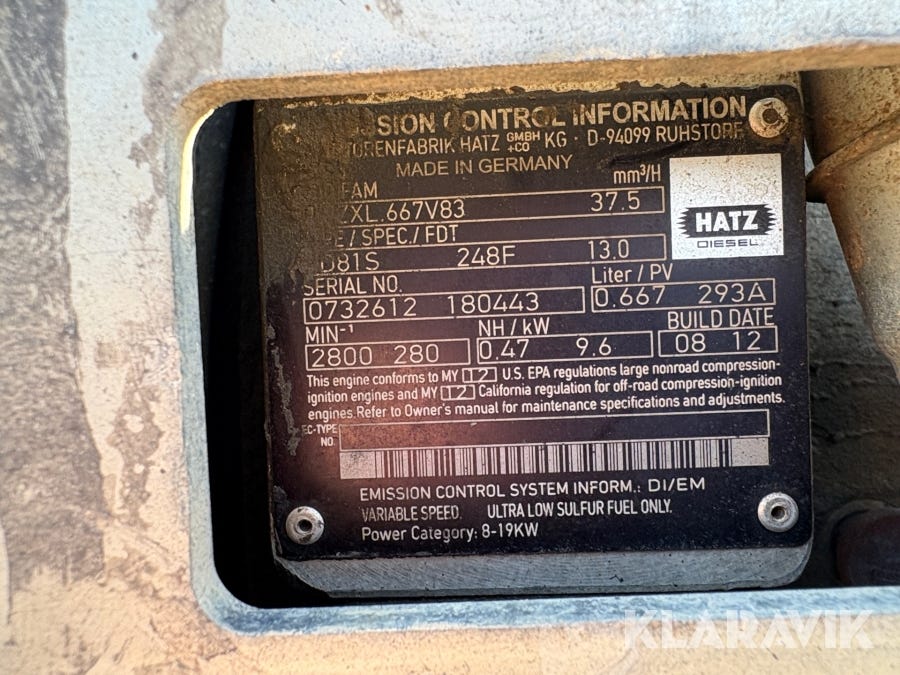 SSION CONTROL INFORMATION
TORENFABRIK HATZ GMBH +CO KG · D-94099 RUHSTORF
MADE IN GERMANY
FAM mm³/H
ZXL.667V83 37.5
HATZ
DIESEL
PE / SPEC./ FDT
D81S 248F 13.0
SERIAL NO. Liter / PV
0732612 180443 0.667 293A
MIN-1 NH / kW BUILD DATE
2800 280 0.47 9.6 08 12
This engine conforms to MY 12 U.S. EPA regulations large nonroad compression-
ignition engines and MY 12 California regulation for off-road compression-ignition
engines. Refer to Owner's manual for maintenance specifications and adjustments.
EC-TYPE
NO.
EMISSION CONTROL SYSTEM INFORM.: DI/EM
VARIABLE SPEED. ULTRA LOW SULFUR FUEL ONLY.
Power Category: 8-19KW
KLARAVIK